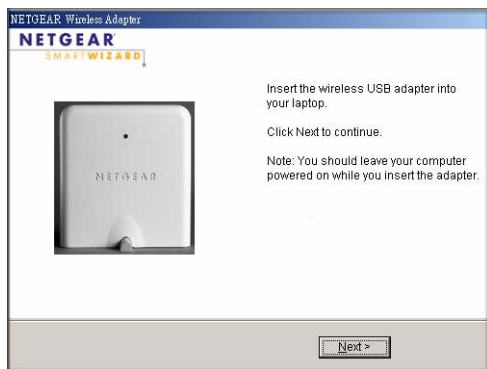 NETGEAR Wireless Adapter
NETGEAR
SMARTWIZARD
Insert the wireless USB adapter into
your laptop.
Click Next to continue.
Note: You should leave your computer
powered on while you insert the adapter.
NETGEAR
Next >